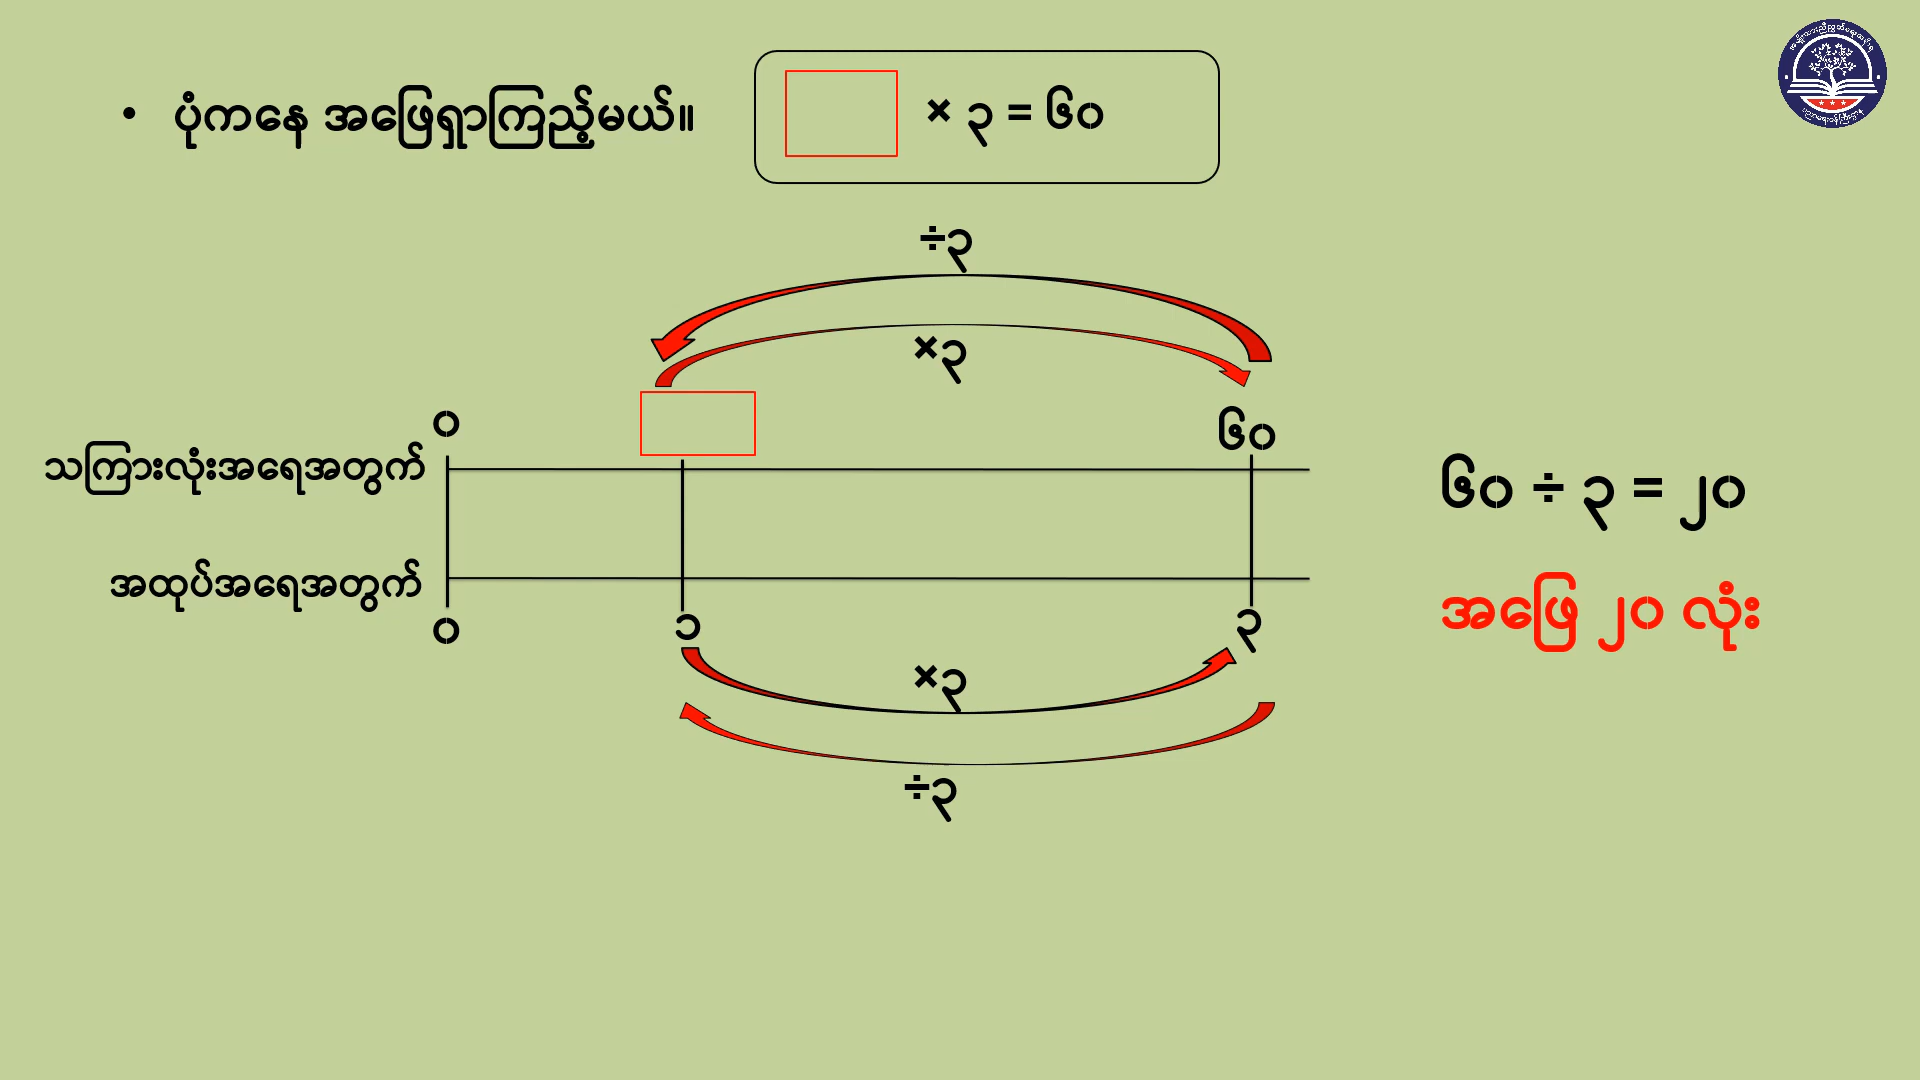 • ပုံကနေ အဖြေရှာကြည့်မယ်။
× ၃ = ၆၀
÷၃
×၃
၀
၆၀
သကြားလုံးအရေအတွက်
၆၀ ÷ ၃ = ၂၀
အထုပ်အရေအတွက်
အဖြေ ၂၀ လုံး
၀
၁
၃
×၃
÷၃